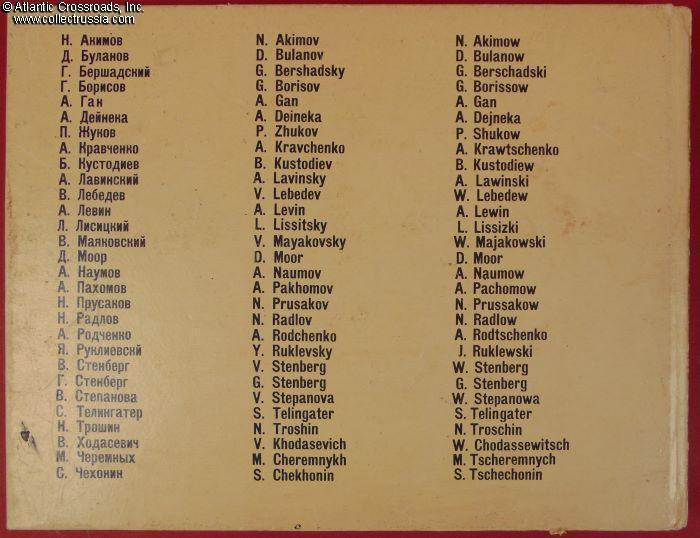 © Atlantic Crossroads, Inc.
www.collectrussia.com
Н. Акимов N. Akimov N. Akimow
Д. Буланов D. Bulanov D. Bulanow
Г. Бершадский G. Bershadsky G. Berschadski
Г. Борисов G. Borisov G. Borissow
А. Ган A. Gan A. Gan
А. Дейнека A. Deineka A. Dejneka
П. Жуков P. Zhukov P. Shukow
А. Кравченко A. Kravchenko A. Krawtschenko
Б. Кустодиев B. Kustodiev B. Kustodiew
А. Лавинский A. Lavinsky A. Lawinski
В. Лебедев V. Lebedev W. Lebedew
А. Левин A. Levin A. Lewin
Л. Лисицкий L. Lissitsky L. Lissizki
В. Маяковский V. Mayakovsky W. Majakowski
Д. Моор D. Moor D. Moor
А. Наумов A. Naumov A. Naumow
А. Пахомов A. Pakhomov A. Pachomow
Н. Прусаков N. Prusakov N. Prussakow
Н. Радлов N. Radlov N. Radlow
А. Родченко A. Rodchenko A. Rodtschenko
Я. Руклиевскй Y. Ruklevsky J. Ruklewski
В. Стенберг V. Stenberg W. Stenberg
Г. Стенберг G. Stenberg G. Stenberg
В. Степанова V. Stepanova W. Stepanowa
С. Телингатер S. Telingater S. Telingater
Н. Трошин N. Troshin N. Troschin
В. Ходасевич V. Khodasevich W. Chodassewitsch
М. Черемных M. Cheremnykh M. Tscheremnych
С. Чехонин S. Chekhonin S. Tschechonin